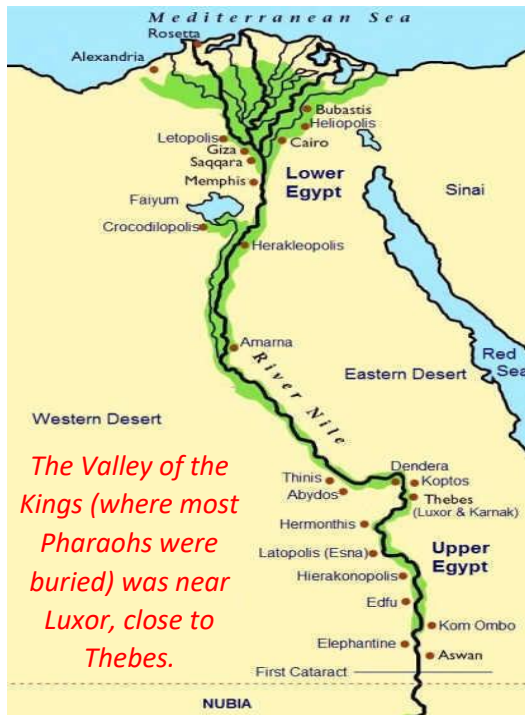 Mediterranean Sea
Rosetta
Alexandria
Bubastis
Heliopolis
Letopolis
Giza
Cairo
Saqqara
Lower
Egypt
Memphis
Sinai
Faiyum
Crocodilopolis
Herakleopolis
Amarna
River Nile
Red
Sea
Eastern Desert
Western Desert
The Valley of the
Kings (where most
Pharaohs were
buried) was near
Luxor, close to
Thebes.
Dendera
Thinis
Koptos
Abydos
Thebes
(Luxor & Karnak)
Hermonthis
Latopolis (Esna)
Upper
Egypt
Hierakonopolis
Edfu
Kom Ombo
Elephantine
Aswan
First Cataract
NUBIA